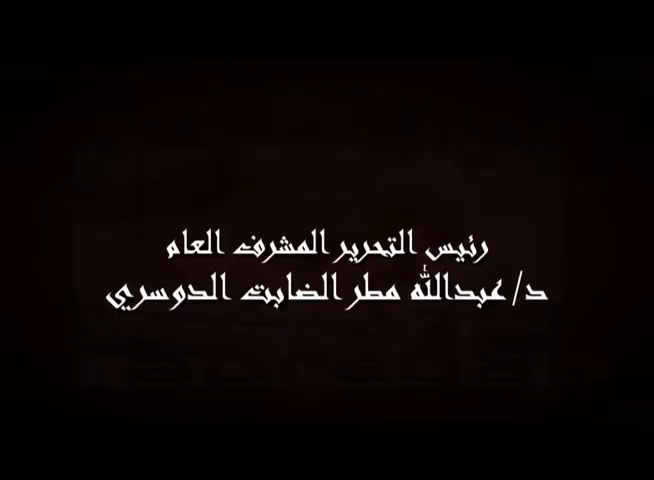 رئيس التحرير المشرف العام
د/ عبدالله مطر الضابت الدوسري